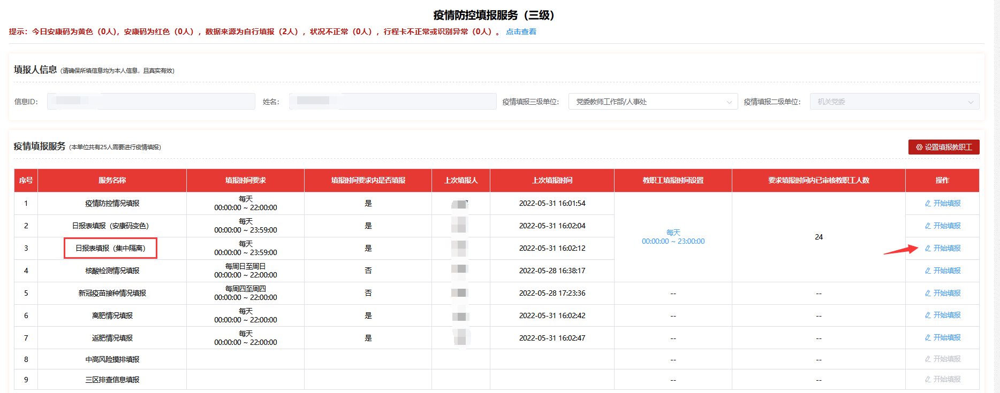 疫情防控填报服务（三级）
提示：今日安康码为黄色（0人），安康码为红色（0人），数据来源为自行填报（2人），状况不正常（0人），行程卡不正常或识别异常（0人）。 点击查看
填报人信息 （请确保所填信息均为本人信息，且真实有效）
信息ID： 姓名： 疫情填报三级单位： 党委教师工作部/人事处 疫情填报二级单位： 机关党委
疫情填报服务 （本单位共有25人需要进行疫情填报） 设置填报教职工
序号 服务名称 填报时间要求 填报时间要求内是否填报 上次填报人 上次填报时间 教职工填报时间设置 要求填报时间内已审核教职工人数 操作
1 疫情防控情况填报 每天 00:00:00 ~ 22:00:00 是 2022-05-31 16:01:54 开始填报
2 日报表填报（安康码变色） 每天 00:00:00 ~ 23:59:00 是 2022-05-31 16:02:04 开始填报
每天 00:00:00 ~ 23:00:00 24
3 日报表填报（集中隔离） 每天 00:00:00 ~ 23:59:00 是 2022-05-31 16:02:12 开始填报
4 核酸检测情况填报 每周日至周日 00:00:00 ~ 22:00:00 否 2022-05-28 16:38:17 开始填报
5 新冠疫苗接种情况填报 每周四至周四 00:00:00 ~ 22:00:00 否 2022-05-28 17:23:36 -- -- 开始填报
6 离肥情况填报 每天 00:00:00 ~ 22:00:00 是 2022-05-31 16:02:42 -- -- 开始填报
7 返肥情况填报 每天 00:00:00 ~ 22:00:00 是 2022-05-31 16:02:47 -- -- 开始填报
8 中高风险摸排填报 -- -- 开始填报
9 三区排查信息填报 -- -- 开始填报